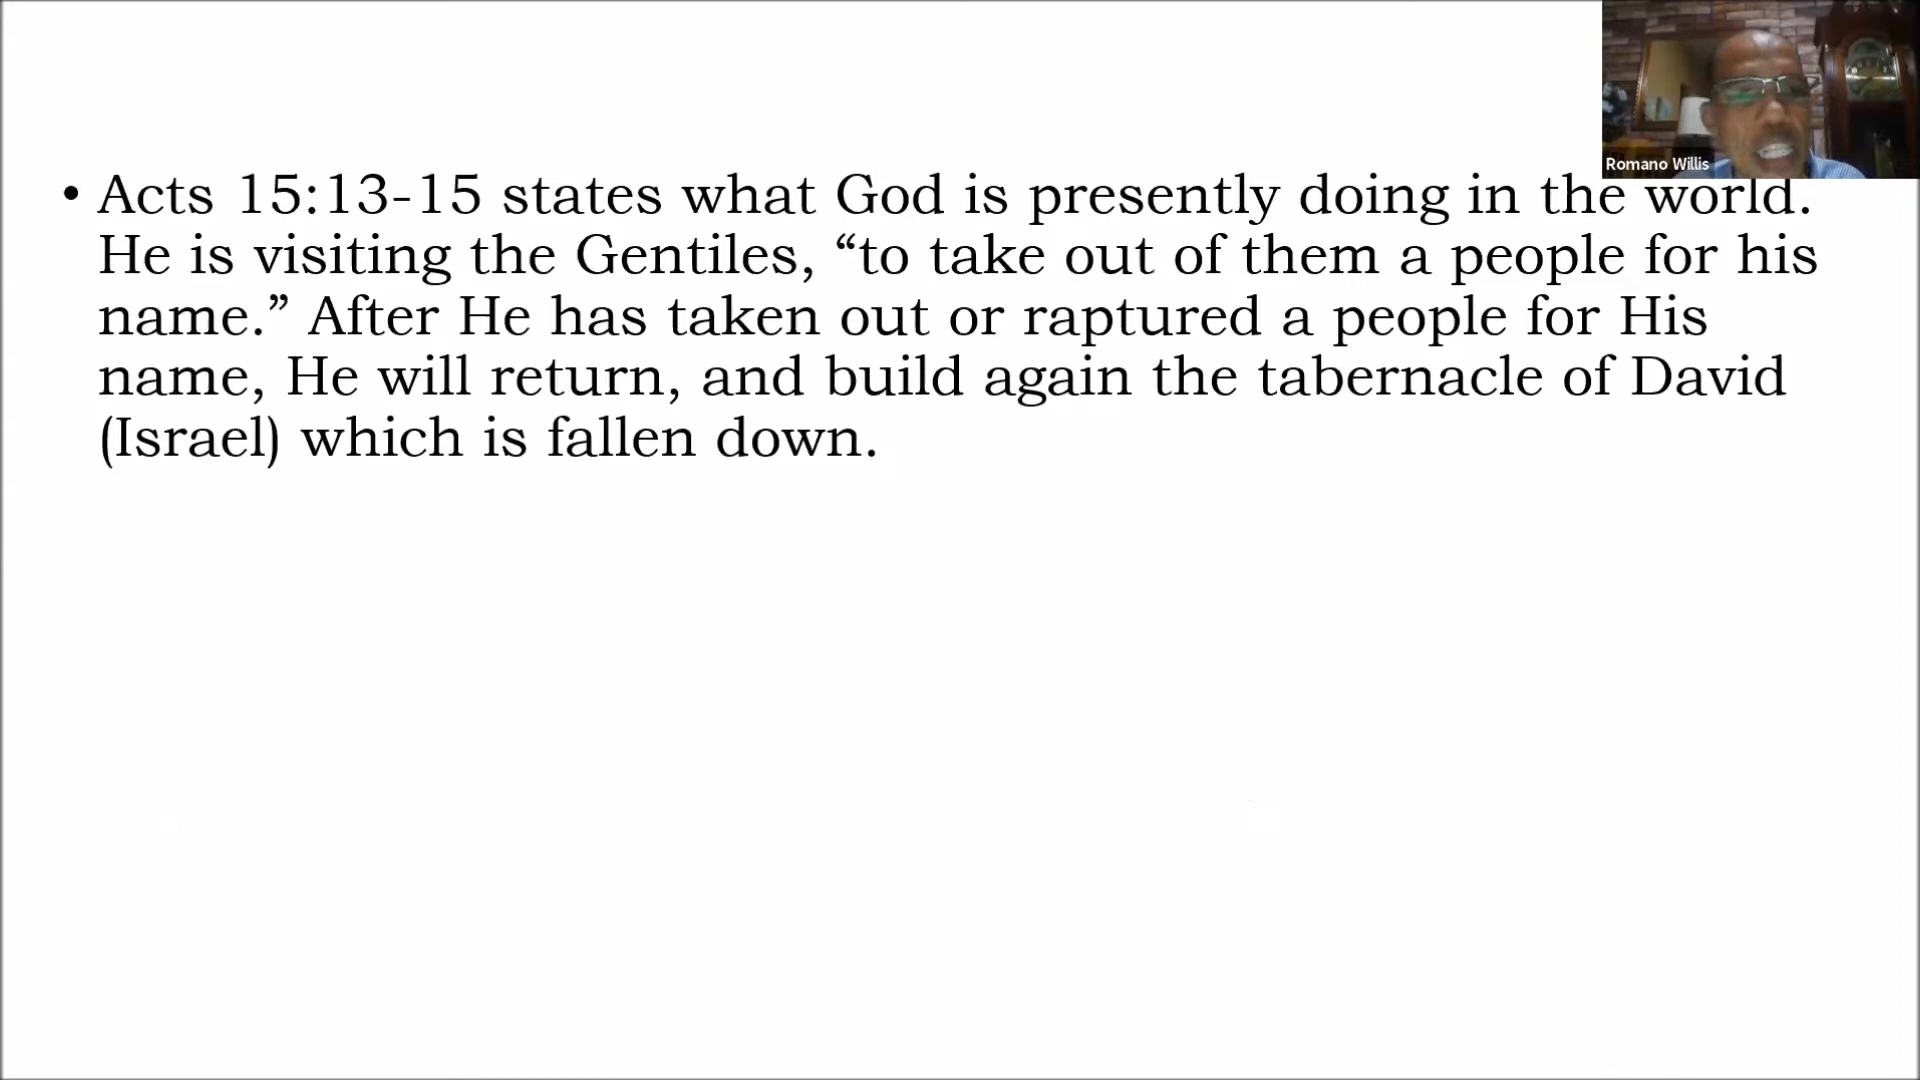 Romano Willis
• Acts 15:13-15 states what God is presently doing in the world.
He is visiting the Gentiles, “to take out of them a people for his
name.” After He has taken out or raptured a people for His
name, He will return, and build again the tabernacle of David
(Israel) which is fallen down.